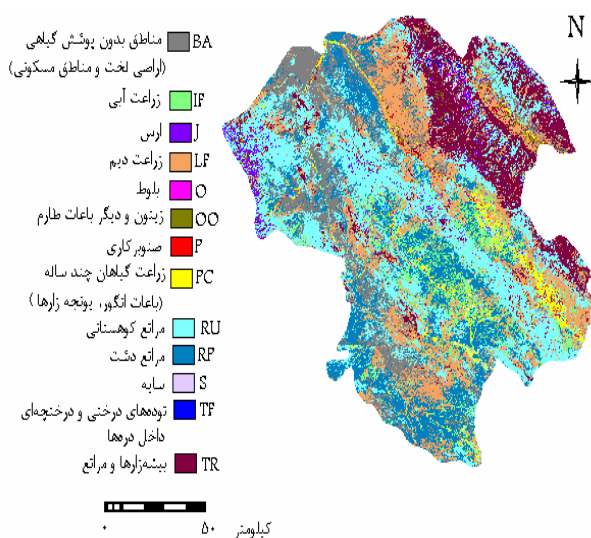 N
مناطق بدون پوشش گیاهی BA
(اراضی لخت و مناطق مسکونی)
زراعت آبی IF
ارس J
زراعت دیم LF
بلوط O
زیتون و دیگر باغات طارم OO
صنوبرکاری P
زراعت گیاهان چند ساله PC
(باغات انگور، یونجه زارها)
مراتع کوهستانی RU
مراتع دشت RP
سایه S
توده‌های درختی و درختچه‌ای TF
داخل دره‌ها
بیشه‌زارها و مراتع TR
۰ ۵۰ کیلومتر